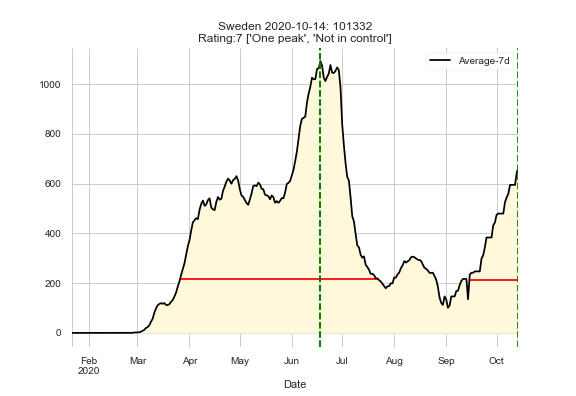 Sweden 2020-10-14: 101332
Rating:7 ['One peak', 'Not in control']
Average-7d
1000
800
600
400
200
0
Feb Mar Apr May Jun Jul Aug Sep Oct
2020
Date